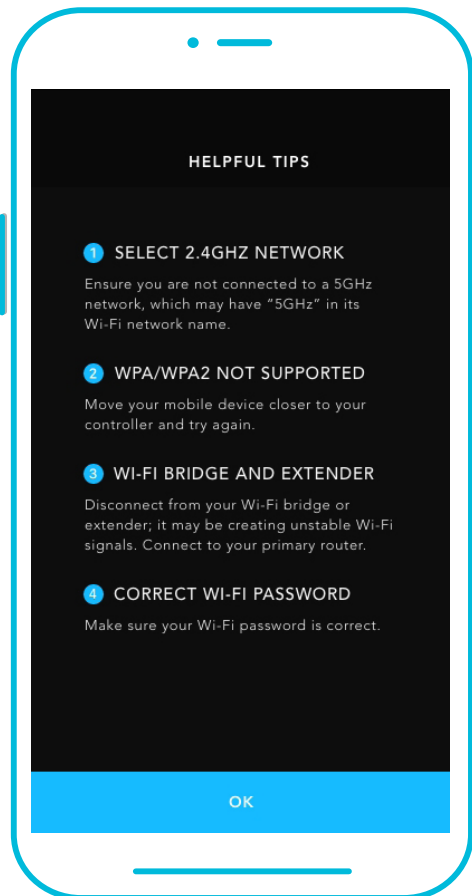 HELPFUL TIPS
1 SELECT 2.4GHZ NETWORK
Ensure you are not connected to a 5GHz
network, which may have “5GHz” in its
Wi-Fi network name.
2 WPA/WPA2 NOT SUPPORTED
Move your mobile device closer to your
controller and try again.
3 WI-FI BRIDGE AND EXTENDER
Disconnect from your Wi-Fi bridge or
extender; it may be creating unstable Wi-Fi
signals. Connect to your primary router.
4 CORRECT WI-FI PASSWORD
Make sure your Wi-Fi password is correct.
OK